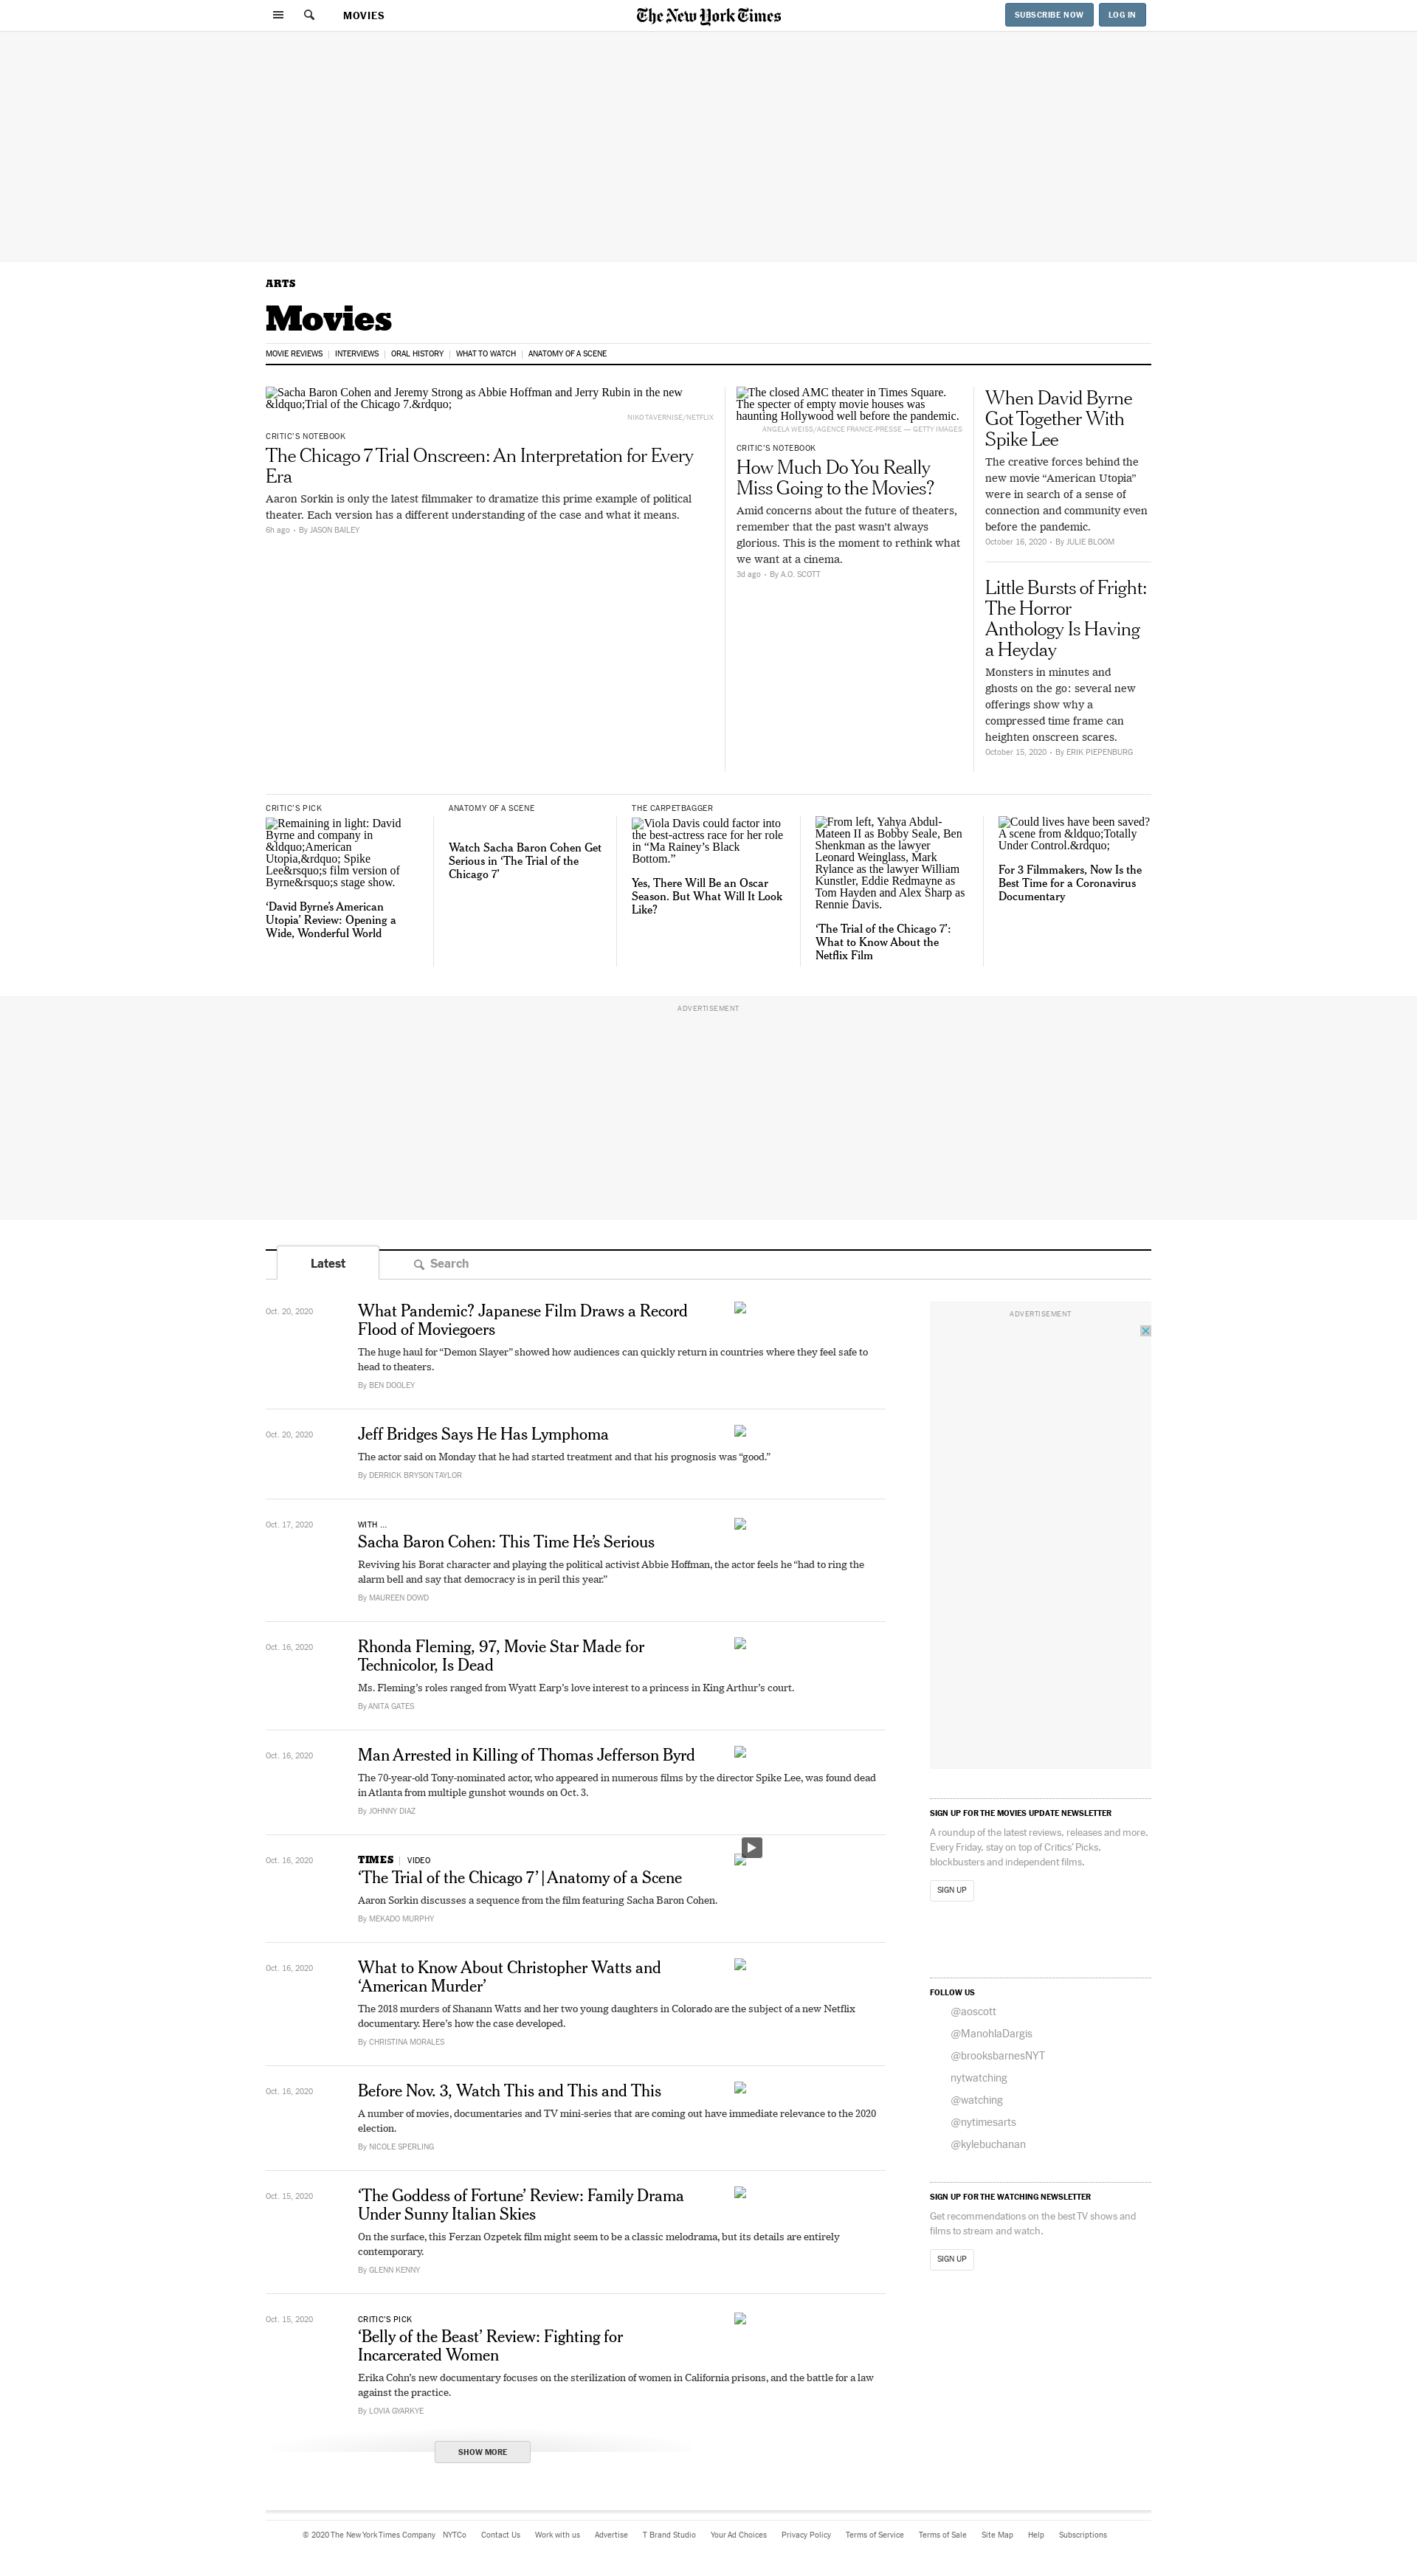 MOVIES
The New York Times
SUBSCRIBE NOW
LOG IN
ARTS
Movies
MOVIE REVIEWS
INTERVIEWS
ORAL HISTORY
WHAT TO WATCH
ANATOMY OF A SCENE
Sacha Baron Cohen and Jeremy Strong as Abbie Hoffman and Jerry Rubin in the new
&ldquo;Trial of the Chicago 7.&rdquo;
NIKO TAVERNISE/NETFLIX
CRITIC’S NOTEBOOK
The Chicago 7 Trial Onscreen: An Interpretation for Every
Era
Aaron Sorkin is only the latest filmmaker to dramatize this prime example of political
theater. Each version has a different understanding of the case and what it means.
6h ago • By JASON BAILEY
The closed AMC theater in Times Square.
The specter of empty movie houses was
haunting Hollywood well before the pandemic.
ANGELA WEISS/AGENCE FRANCE-PRESSE — GETTY IMAGES
CRITIC’S NOTEBOOK
How Much Do You Really
Miss Going to the Movies?
Amid concerns about the future of theaters,
remember that the past wasn’t always
glorious. This is the moment to rethink what
we want at a cinema.
3d ago • By A.O. SCOTT
When David Byrne
Got Together With
Spike Lee
The creative forces behind the
new movie “American Utopia”
were in search of a sense of
connection and community even
before the pandemic.
October 16, 2020 • By JULIE BLOOM
Little Bursts of Fright:
The Horror
Anthology Is Having
a Heyday
Monsters in minutes and
ghosts on the go: several new
offerings show why a
compressed time frame can
heighten onscreen scares.
October 15, 2020 • By ERIK PIEPENBURG
CRITIC’S PICK
Remaining in light: David
Byrne and company in
&ldquo;American
Utopia,&rdquo; Spike
Lee&rsquo;s film version of
Byrne&rsquo;s stage show.
‘David Byrne’s American
Utopia’ Review: Opening a
Wide, Wonderful World
ANATOMY OF A SCENE
Watch Sacha Baron Cohen Get
Serious in ‘The Trial of the
Chicago 7’
THE CARPETBAGGER
Viola Davis could factor into
the best-actress race for her role
in “Ma Rainey’s Black
Bottom.”
Yes, There Will Be an Oscar
Season. But What Will It Look
Like?
From left, Yahya Abdul-
Mateen II as Bobby Seale, Ben
Shenkman as the lawyer
Leonard Weinglass, Mark
Rylance as the lawyer William
Kunstler, Eddie Redmayne as
Tom Hayden and Alex Sharp as
Rennie Davis.
‘The Trial of the Chicago 7’:
What to Know About the
Netflix Film
Could lives have been saved?
A scene from &ldquo;Totally
Under Control.&rdquo;
For 3 Filmmakers, Now Is the
Best Time for a Coronavirus
Documentary
ADVERTISEMENT
Latest
Search
Oct. 20, 2020
What Pandemic? Japanese Film Draws a Record
Flood of Moviegoers
The huge haul for “Demon Slayer” showed how audiences can quickly return in countries where they feel safe to
head to theaters.
By BEN DOOLEY
Oct. 20, 2020
Jeff Bridges Says He Has Lymphoma
The actor said on Monday that he had started treatment and that his prognosis was “good.”
By DERRICK BRYSON TAYLOR
Oct. 17, 2020
WITH ...
Sacha Baron Cohen: This Time He’s Serious
Reviving his Borat character and playing the political activist Abbie Hoffman, the actor feels he “had to ring the
alarm bell and say that democracy is in peril this year.”
By MAUREEN DOWD
Oct. 16, 2020
Rhonda Fleming, 97, Movie Star Made for
Technicolor, Is Dead
Ms. Fleming’s roles ranged from Wyatt Earp’s love interest to a princess in King Arthur’s court.
By ANITA GATES
Oct. 16, 2020
Man Arrested in Killing of Thomas Jefferson Byrd
The 70-year-old Tony-nominated actor, who appeared in numerous films by the director Spike Lee, was found dead
in Atlanta from multiple gunshot wounds on Oct. 3.
By JOHNNY DIAZ
Oct. 16, 2020
TIMES VIDEO
‘The Trial of the Chicago 7’ | Anatomy of a Scene
Aaron Sorkin discusses a sequence from the film featuring Sacha Baron Cohen.
By MEKADO MURPHY
Oct. 16, 2020
What to Know About Christopher Watts and
‘American Murder’
The 2018 murders of Shanann Watts and her two young daughters in Colorado are the subject of a new Netflix
documentary. Here’s how the case developed.
By CHRISTINA MORALES
Oct. 16, 2020
Before Nov. 3, Watch This and This and This
A number of movies, documentaries and TV mini-series that are coming out have immediate relevance to the 2020
election.
By NICOLE SPERLING
Oct. 15, 2020
‘The Goddess of Fortune’ Review: Family Drama
Under Sunny Italian Skies
On the surface, this Ferzan Ozpetek film might seem to be a classic melodrama, but its details are entirely
contemporary.
By GLENN KENNY
Oct. 15, 2020
CRITIC’S PICK
‘Belly of the Beast’ Review: Fighting for
Incarcerated Women
Erika Cohn’s new documentary focuses on the sterilization of women in California prisons, and the battle for a law
against the practice.
By LOVIA GYARKYE
SHOW MORE
ADVERTISEMENT
SIGN UP FOR THE MOVIES UPDATE NEWSLETTER
A roundup of the latest reviews, releases and more.
Every Friday, stay on top of Critics’ Picks,
blockbusters and independent films.
SIGN UP
FOLLOW US
@aoscott
@ManohlaDargis
@brooksbarnesNYT
nytwatching
@watching
@nytimesarts
@kylebuchanan
SIGN UP FOR THE WATCHING NEWSLETTER
Get recommendations on the best TV shows and
films to stream and watch.
SIGN UP
© 2020 The New York Times Company NYTCo Contact Us Work with us Advertise T Brand Studio Your Ad Choices Privacy Policy Terms of Service Terms of Sale Site Map Help Subscriptions